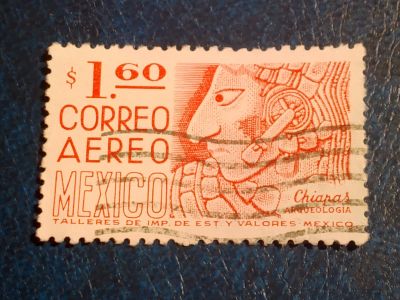 $1.60
CORREO
AEREO
MEXICO
Chiapas
ARQUEOLOGIA
TALLERES DE IMP. DE EST. Y VALORES-MEXICO